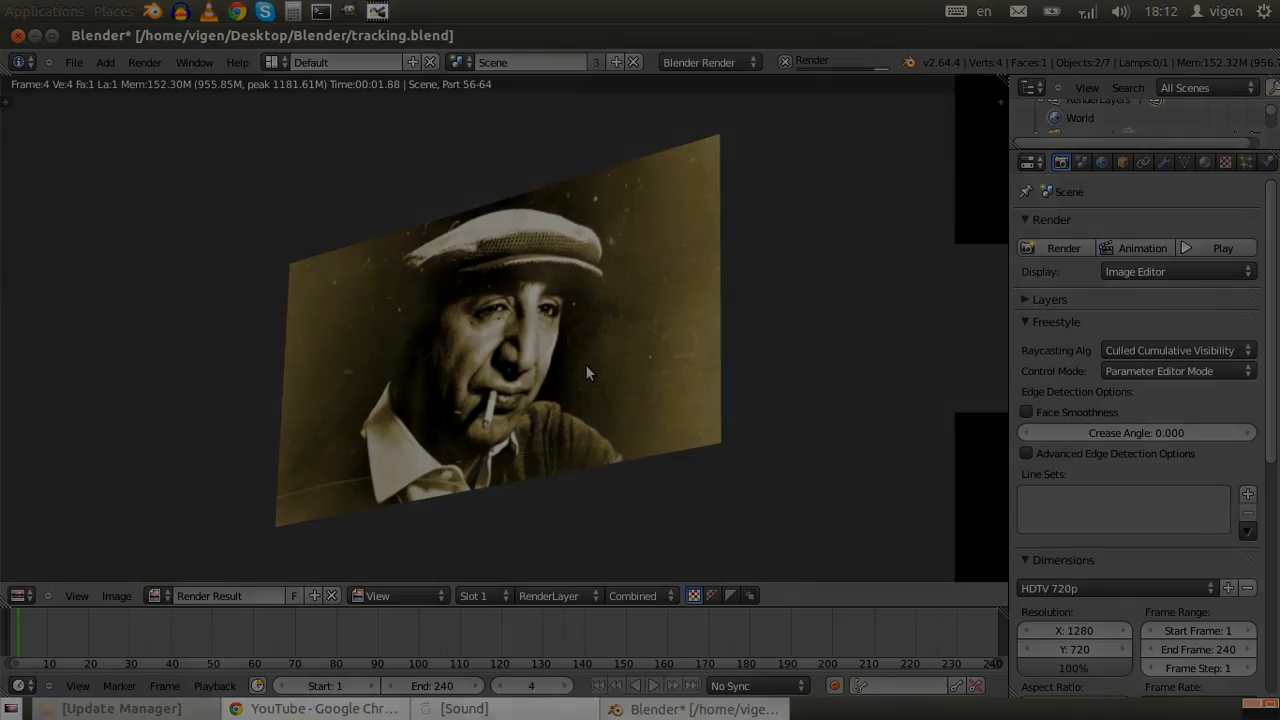 Applications Places en 18:12 vigen
Blender* [/home/vigen/Desktop/Blender/tracking.blend]
File Add Render Window Help Default Scene 3 Blender Render Render v2.64.4 | Verts:4 | Faces:1 | Objects:2/7 | Lamps:0/1 | Mem:152.32M (956.7
Frame:4 Ve:4 Fa:1 La:1 Mem:152.30M (955.85M, peak 1181.61M) Time:00:01.88 | Scene, Part 56-64
View Search All Scenes
RenderLayers |
World
Scene
Render
Render Animation Play
Display: Image Editor
Layers
Freestyle
Raycasting Alg Culled Cumulative Visibility
Control Mode: Parameter Editor Mode
Edge Detection Options:
Face Smoothness
Crease Angle: 0.000
Advanced Edge Detection Options
Line Sets:
Dimensions
HDTV 720p
Resolution: Frame Range:
X: 1280 Start Frame: 1
Y: 720 End Frame: 240
100% Frame Step: 1
Aspect Ratio: Frame Rate:
View Image Render Result F View Slot 1 RenderLayer Combined
10 20 30 40 50 60 70 80 90 100 110 120 130 140 150 160 170 180 190 200 210 220 230 240
View Marker Frame Playback Start: 1 End: 240 4 No Sync
[Update Manager] YouTube - Google Chr... [Sound] Blender* [/home/vige...